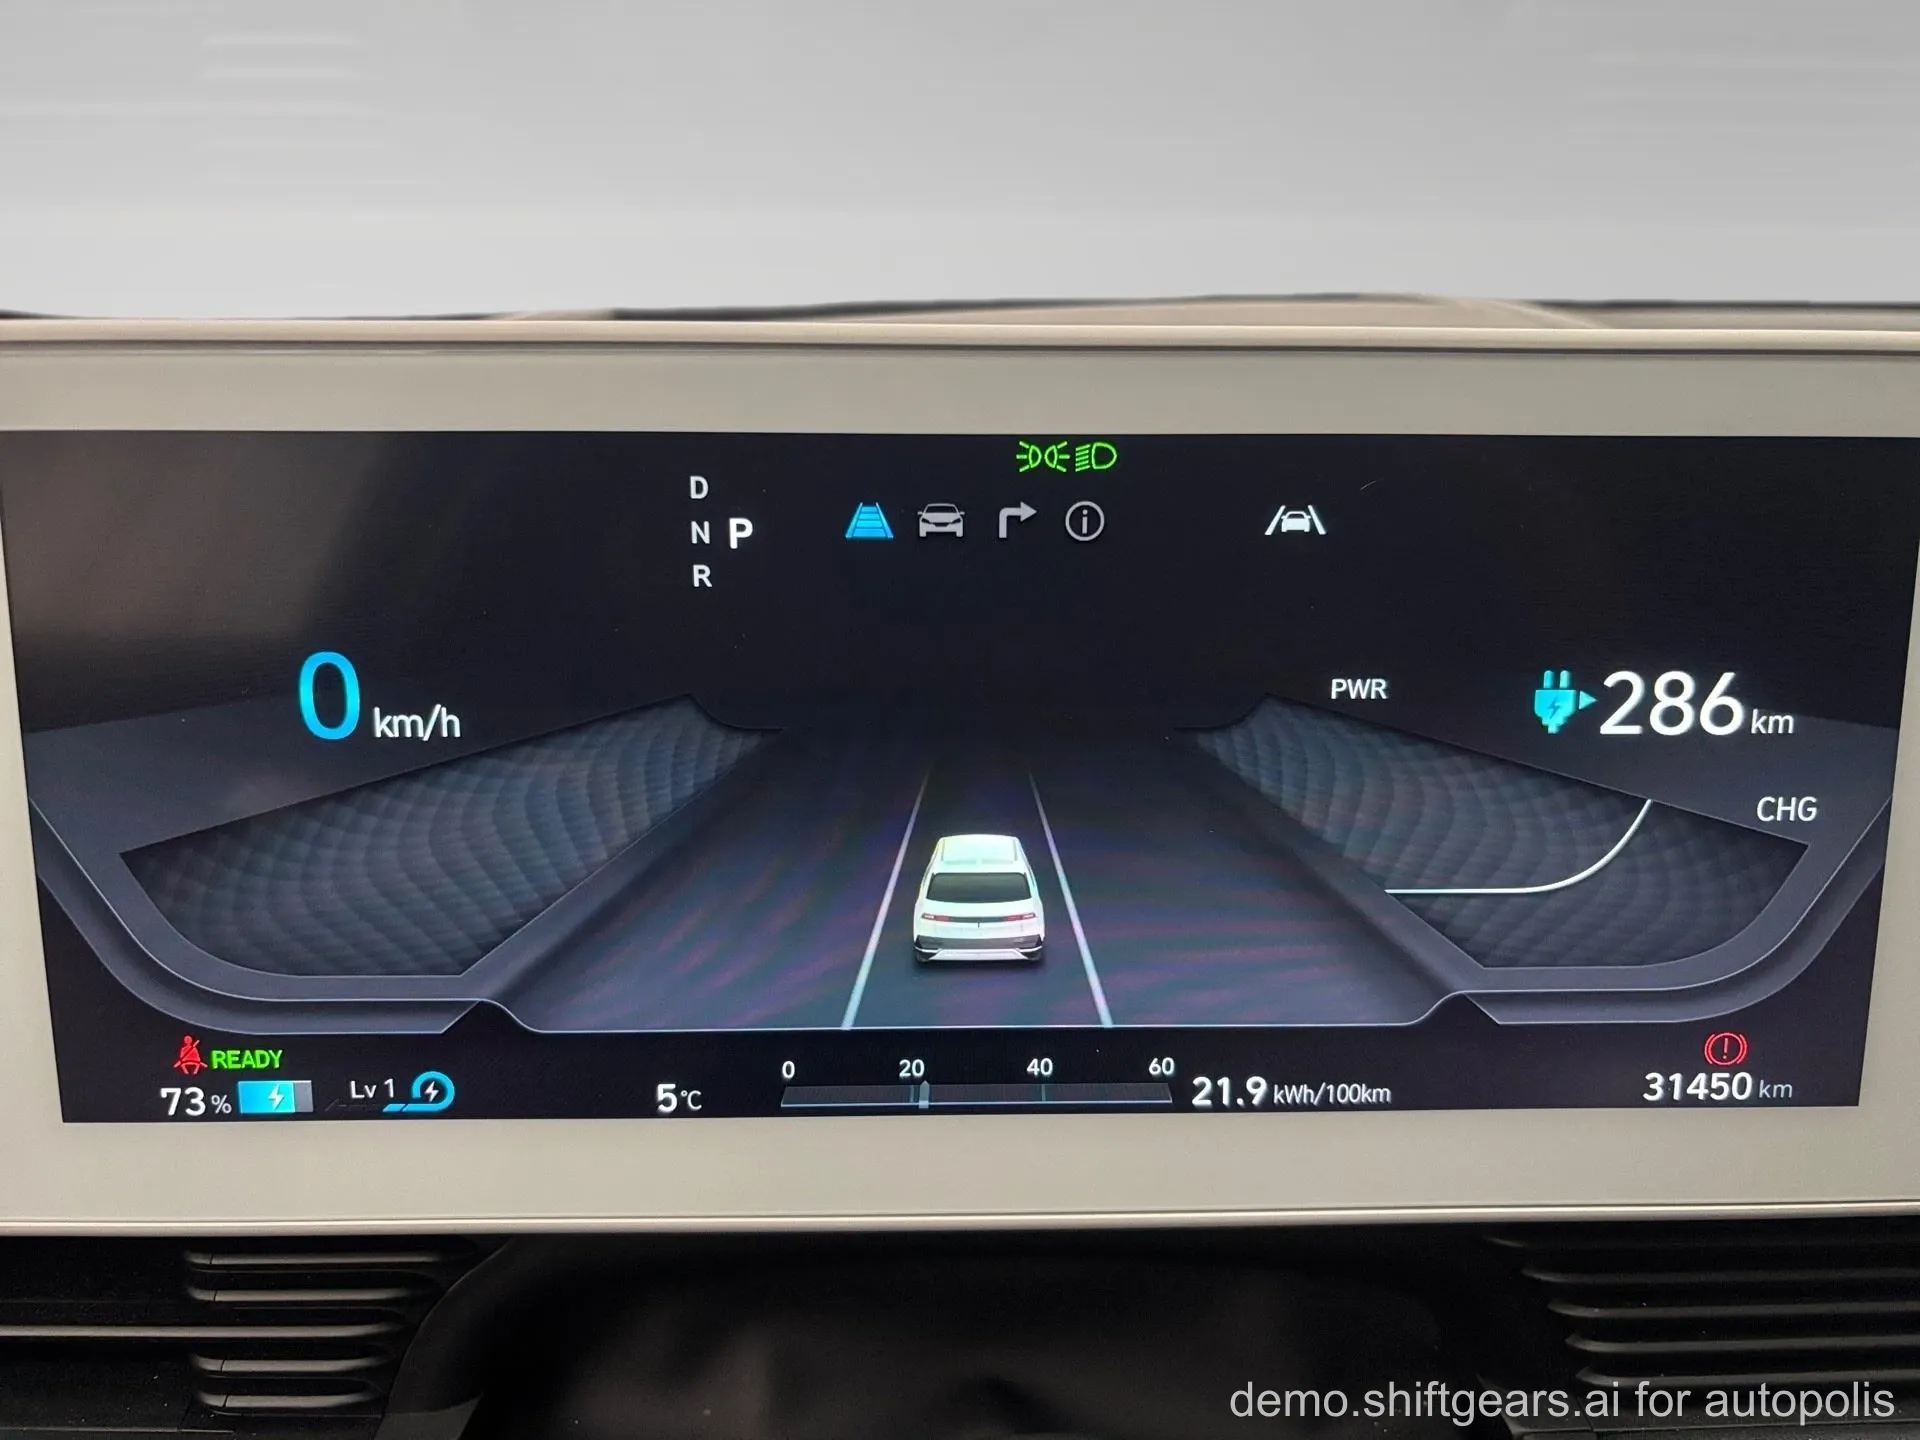 D
N P
R
0 km/h
PWR
286 km
CHG
READY
73 %
Lv 1
5°C
0 20 40 60
21.9 kWh/100km
31450 km
demo.shiftgears.ai for autopolis